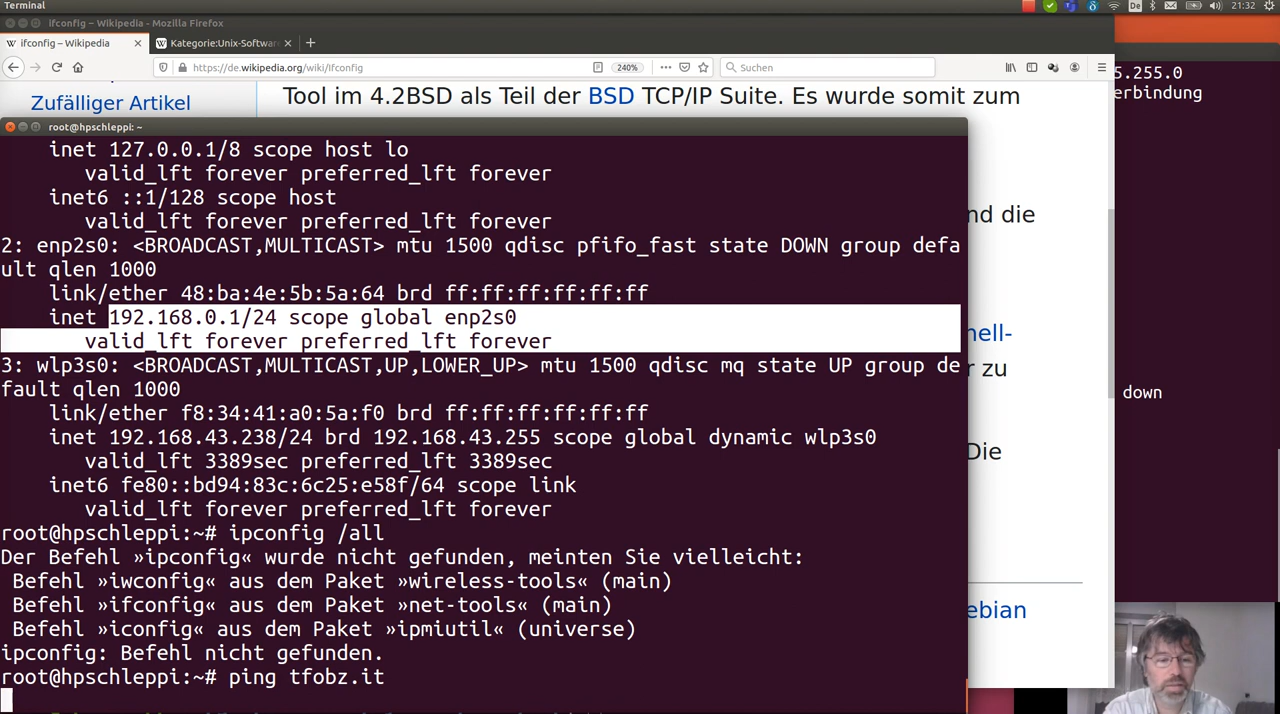 Terminal
De
21:32
ifconfig – Wikipedia - Mozilla Firefox
ifconfig – Wikipedia
Kategorie:Unix-Softwar
https://de.wikipedia.org/wiki/Ifconfig
240%
Suchen
Zufälliger Artikel
Tool im 4.2BSD als Teil der BSD TCP/IP Suite. Es wurde somit zum
5.255.0
erbindung
root@hpschleppi: ~
inet 127.0.0.1/8 scope host lo
valid_lft forever preferred_lft forever
inet6 ::1/128 scope host
valid_lft forever preferred_lft forever
2: enp2s0: <BROADCAST,MULTICAST> mtu 1500 qdisc pfifo_fast state DOWN group defa
ult qlen 1000
link/ether 48:ba:4e:5b:5a:64 brd ff:ff:ff:ff:ff:ff
inet 192.168.0.1/24 scope global enp2s0
valid_lft forever preferred_lft forever
3: wlp3s0: <BROADCAST,MULTICAST,UP,LOWER_UP> mtu 1500 qdisc mq state UP group de
fault qlen 1000
link/ether f8:34:41:a0:5a:f0 brd ff:ff:ff:ff:ff:ff
inet 192.168.43.238/24 brd 192.168.43.255 scope global dynamic wlp3s0
valid_lft 3389sec preferred_lft 3389sec
inet6 fe80::bd94:83c:6c25:e58f/64 scope link
valid_lft forever preferred_lft forever
root@hpschleppi:~# ipconfig /all
Der Befehl »ipconfig« wurde nicht gefunden, meinten Sie vielleicht:
Befehl »iwconfig« aus dem Paket »wireless-tools« (main)
Befehl »ifconfig« aus dem Paket »net-tools« (main)
Befehl »iconfig« aus dem Paket »ipmiutil« (universe)
ipconfig: Befehl nicht gefunden.
root@hpschleppi:~# ping tfobz.it
nd die
hell-
r zu
Die
ebian
down